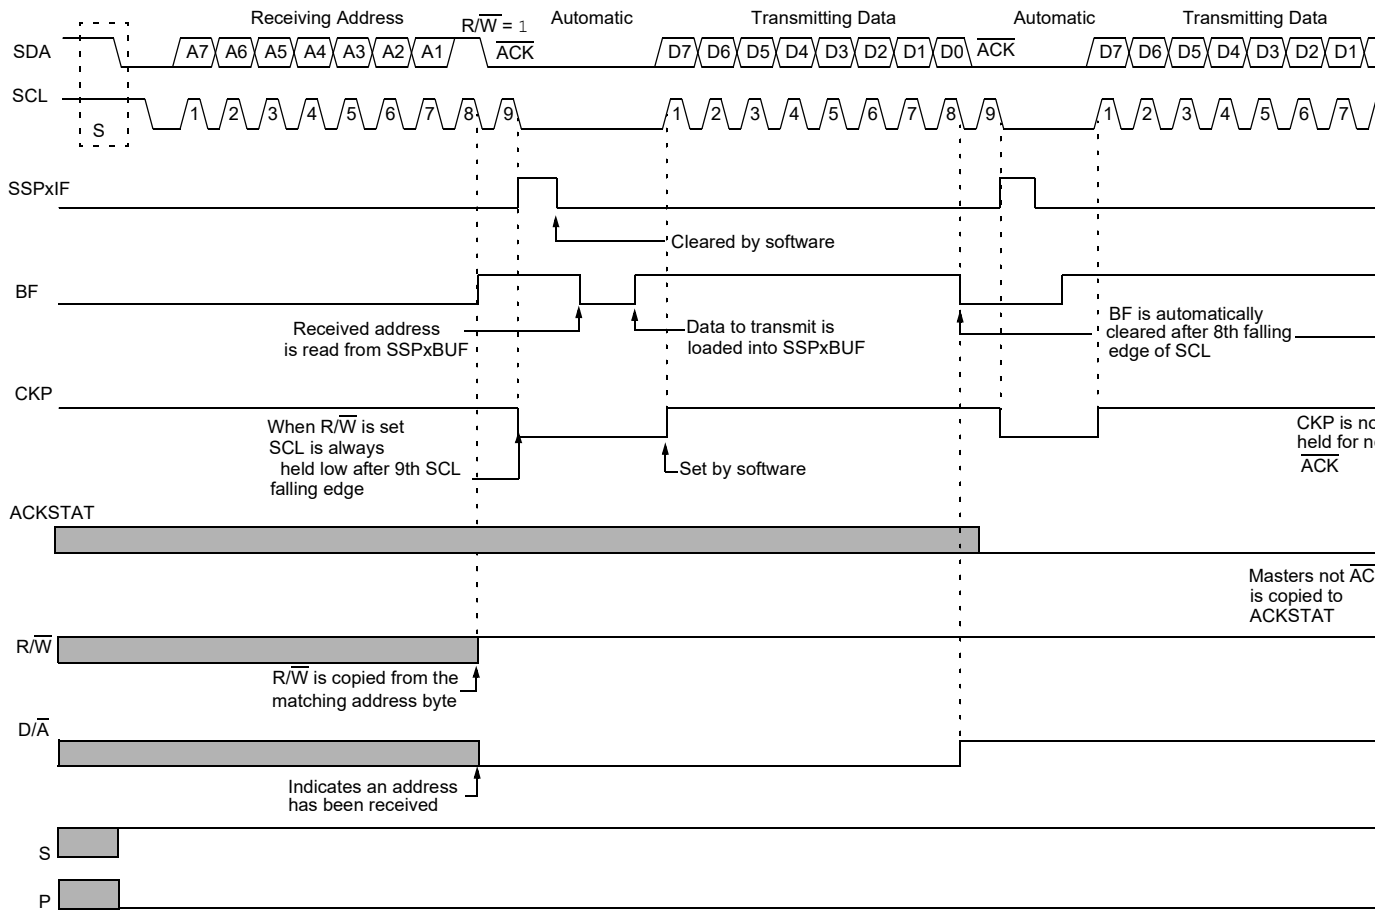 Receiving Address
R/W = 1
Automatic
Transmitting Data
Automatic
Transmitting Data
SDA
A7 A6 A5 A4 A3 A2 A1
ACK
D7 D6 D5 D4 D3 D2 D1 D0
ACK
D7 D6 D5 D4 D3 D2 D1
SCL
S
1 2 3 4 5 6 7 8 9
1 2 3 4 5 6 7 8 9
1 2 3 4 5 6 7
SSPxIF
Cleared by software
BF
Received address
is read from SSPxBUF
Data to transmit is
loaded into SSPxBUF
BF is automatically
cleared after 8th falling
edge of SCL
CKP
When R/W is set
SCL is always
held low after 9th SCL
falling edge
Set by software
CKP is
held for
ACK
ACKSTAT
Masters not
is copied to
ACKSTAT
R/W
R/W is copied from the
matching address byte
D/A
Indicates an address
has been received
S
P